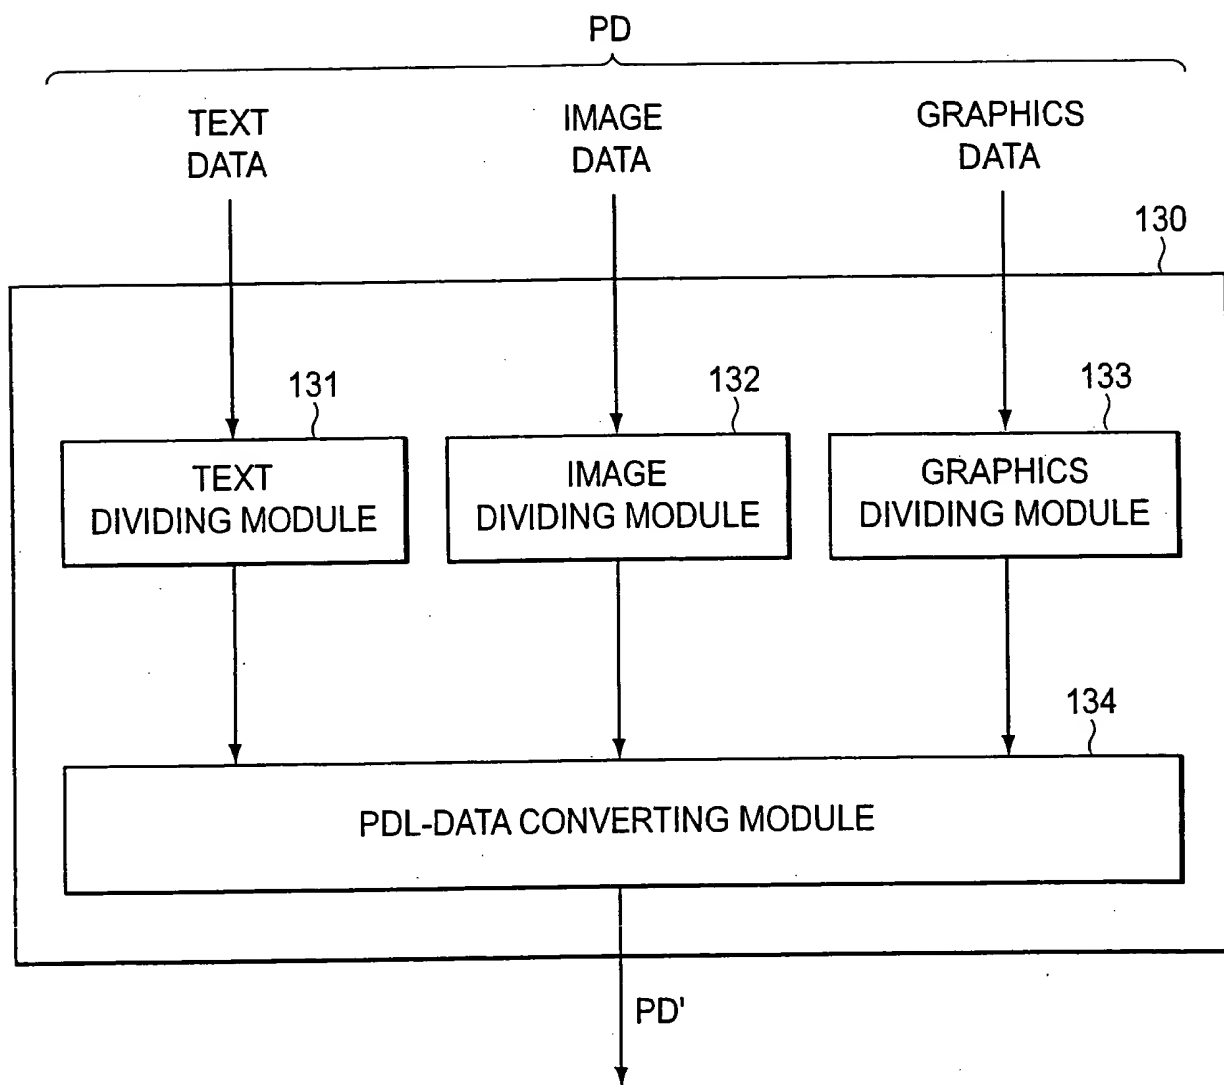 PD
TEXT
DATA
IMAGE
DATA
GRAPHICS
DATA
130
131
132
133
TEXT
DIVIDING MODULE
IMAGE
DIVIDING MODULE
GRAPHICS
DIVIDING MODULE
134
PDL-DATA CONVERTING MODULE
PD'